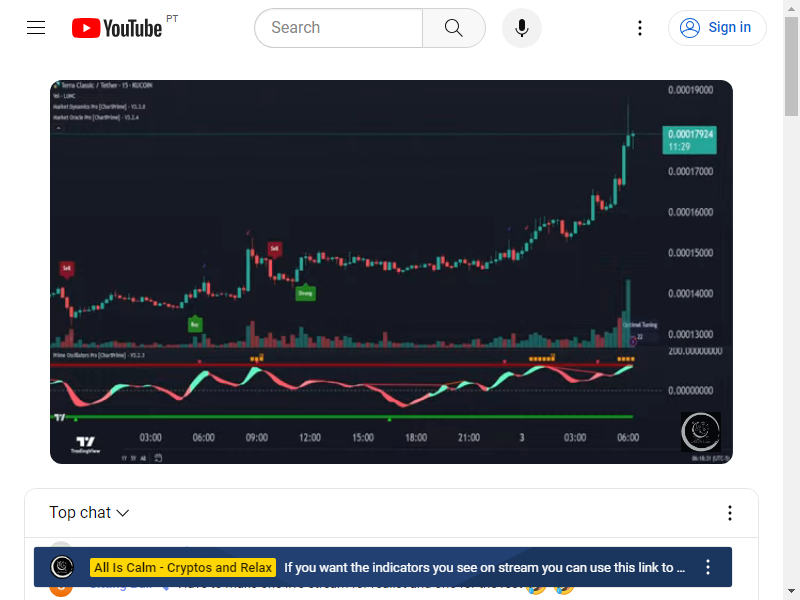 YouTube PT
Search
Sign in
Terra Classic / Tether · 15 · KUCOIN
Vol · LUNC
Market Dynamics Pro [ChartPrime] · V3.3.8
Market Oracle Pro [ChartPrime] · V3.2.4
0.00019000
0.00017924
11:29
0.00017000
0.00016000
0.00015000
0.00014000
0.00013000
Sell
Sell
Strong
Buy
Optimal Tuning
22
Prime Oscillators Pro [ChartPrime] · V3.2.3
200.00000000
0.00000000
TradingView
03:00 06:00 09:00 12:00 15:00 18:00 21:00 3 03:00 06:00
1Y 5Y All
Top chat
All Is Calm - Cryptos and Relax If you want the indicators you see on stream you can use this link to ...